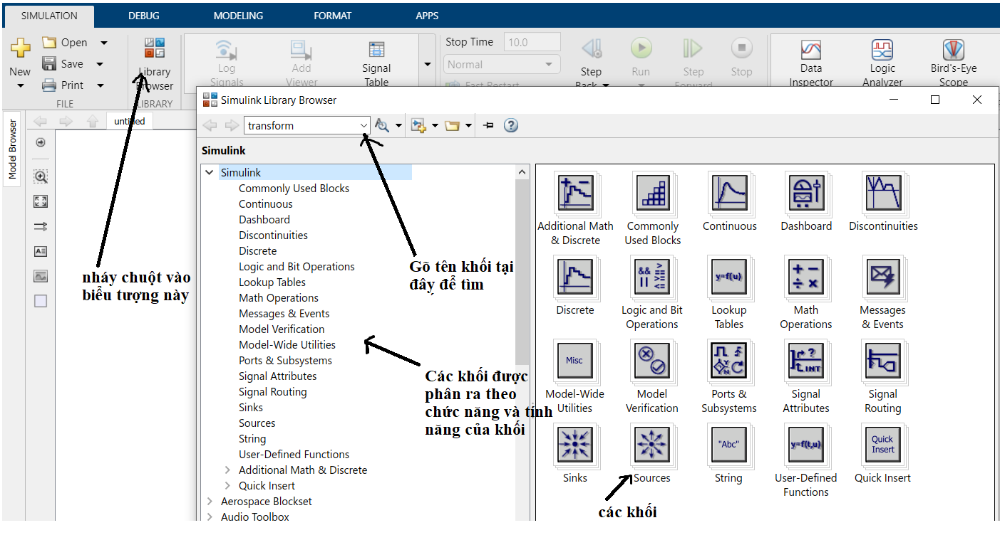 SIMULATION DEBUG MODELING FORMAT APPS
New
Open
Save
Print
FILE
Library
Browser
LIBRARY
Log
Signals
Add
Viewer
Signal
Table
Stop Time 10.0
Normal
Fast Restart
Step
Back
Run
Step
Forward
Stop
Data
Inspector
Logic
Analyzer
Bird's-Eye
Scope
Model Browser
untitled
Simulink Library Browser
transform
Simulink
Simulink
Commonly Used Blocks
Continuous
Dashboard
Discontinuities
Discrete
Logic and Bit Operations
Lookup Tables
Math Operations
Messages & Events
Model Verification
Model-Wide Utilities
Ports & Subsystems
Signal Attributes
Signal Routing
Sinks
Sources
String
User-Defined Functions
Additional Math & Discrete
Quick Insert
Aerospace Blockset
Audio Toolbox
nháy chuột vào
biểu tượng này
Gõ tên khối tại
đây để tìm
Các khối được
phân ra theo
chức năng và tính
năng của khối
Additional Math
& Discrete
Commonly
Used Blocks
Continuous
Dashboard
Discontinuities
Discrete
&& >
|| >=
==
<=
Logic and Bit
Operations
y=f(u)
Lookup
Tables
+ −
÷ ×
Math
Operations
Messages
& Events
Misc
Model-Wide
Utilities
Model
Verification
Y
N
Ports &
Subsystems
?
INT
Signal
Attributes
Signal
Routing
Sinks
Sources
"Abc"
String
y=f(t,u)
User-Defined
Functions
Quick
Insert
Quick Insert
các khối